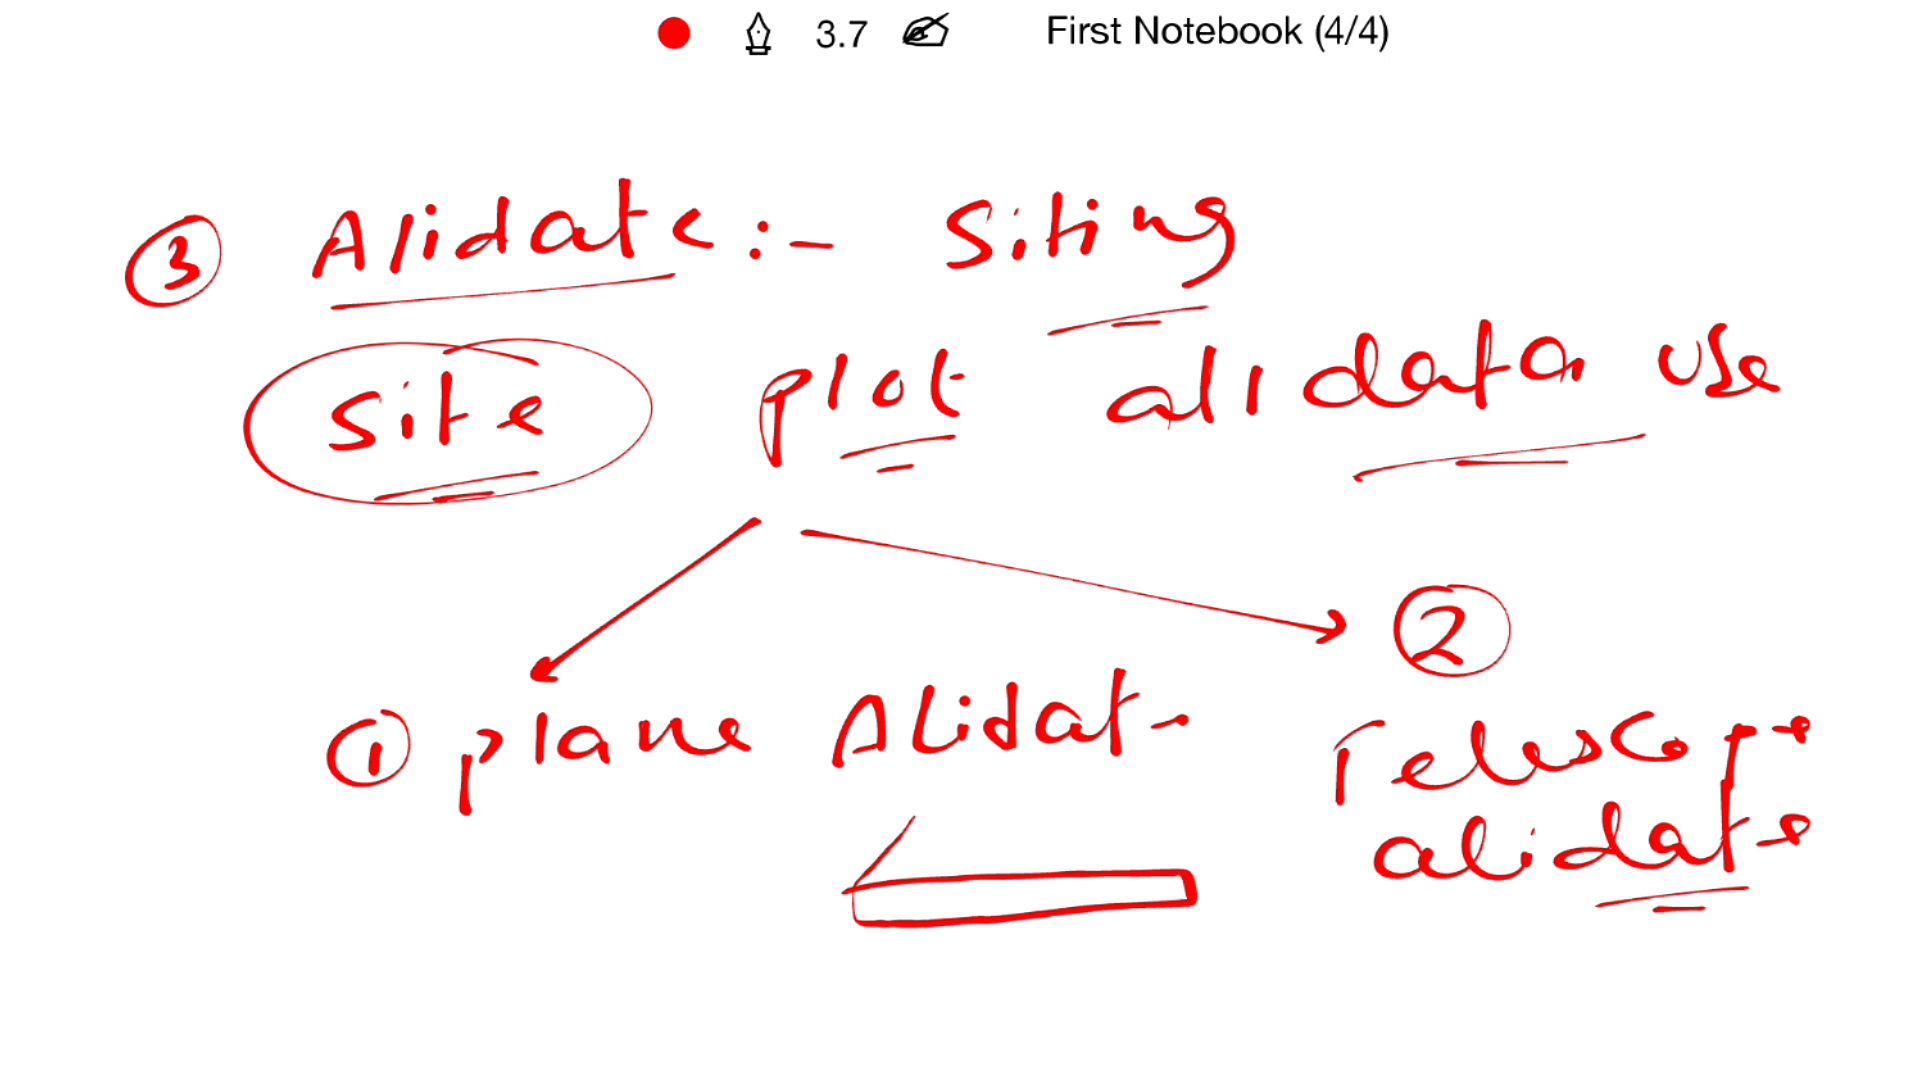 3.7 First Notebook (4/4)
③ Alidate :- Siting
Site plot alidata use
②
① plane Alidat-
Telescope
alidate